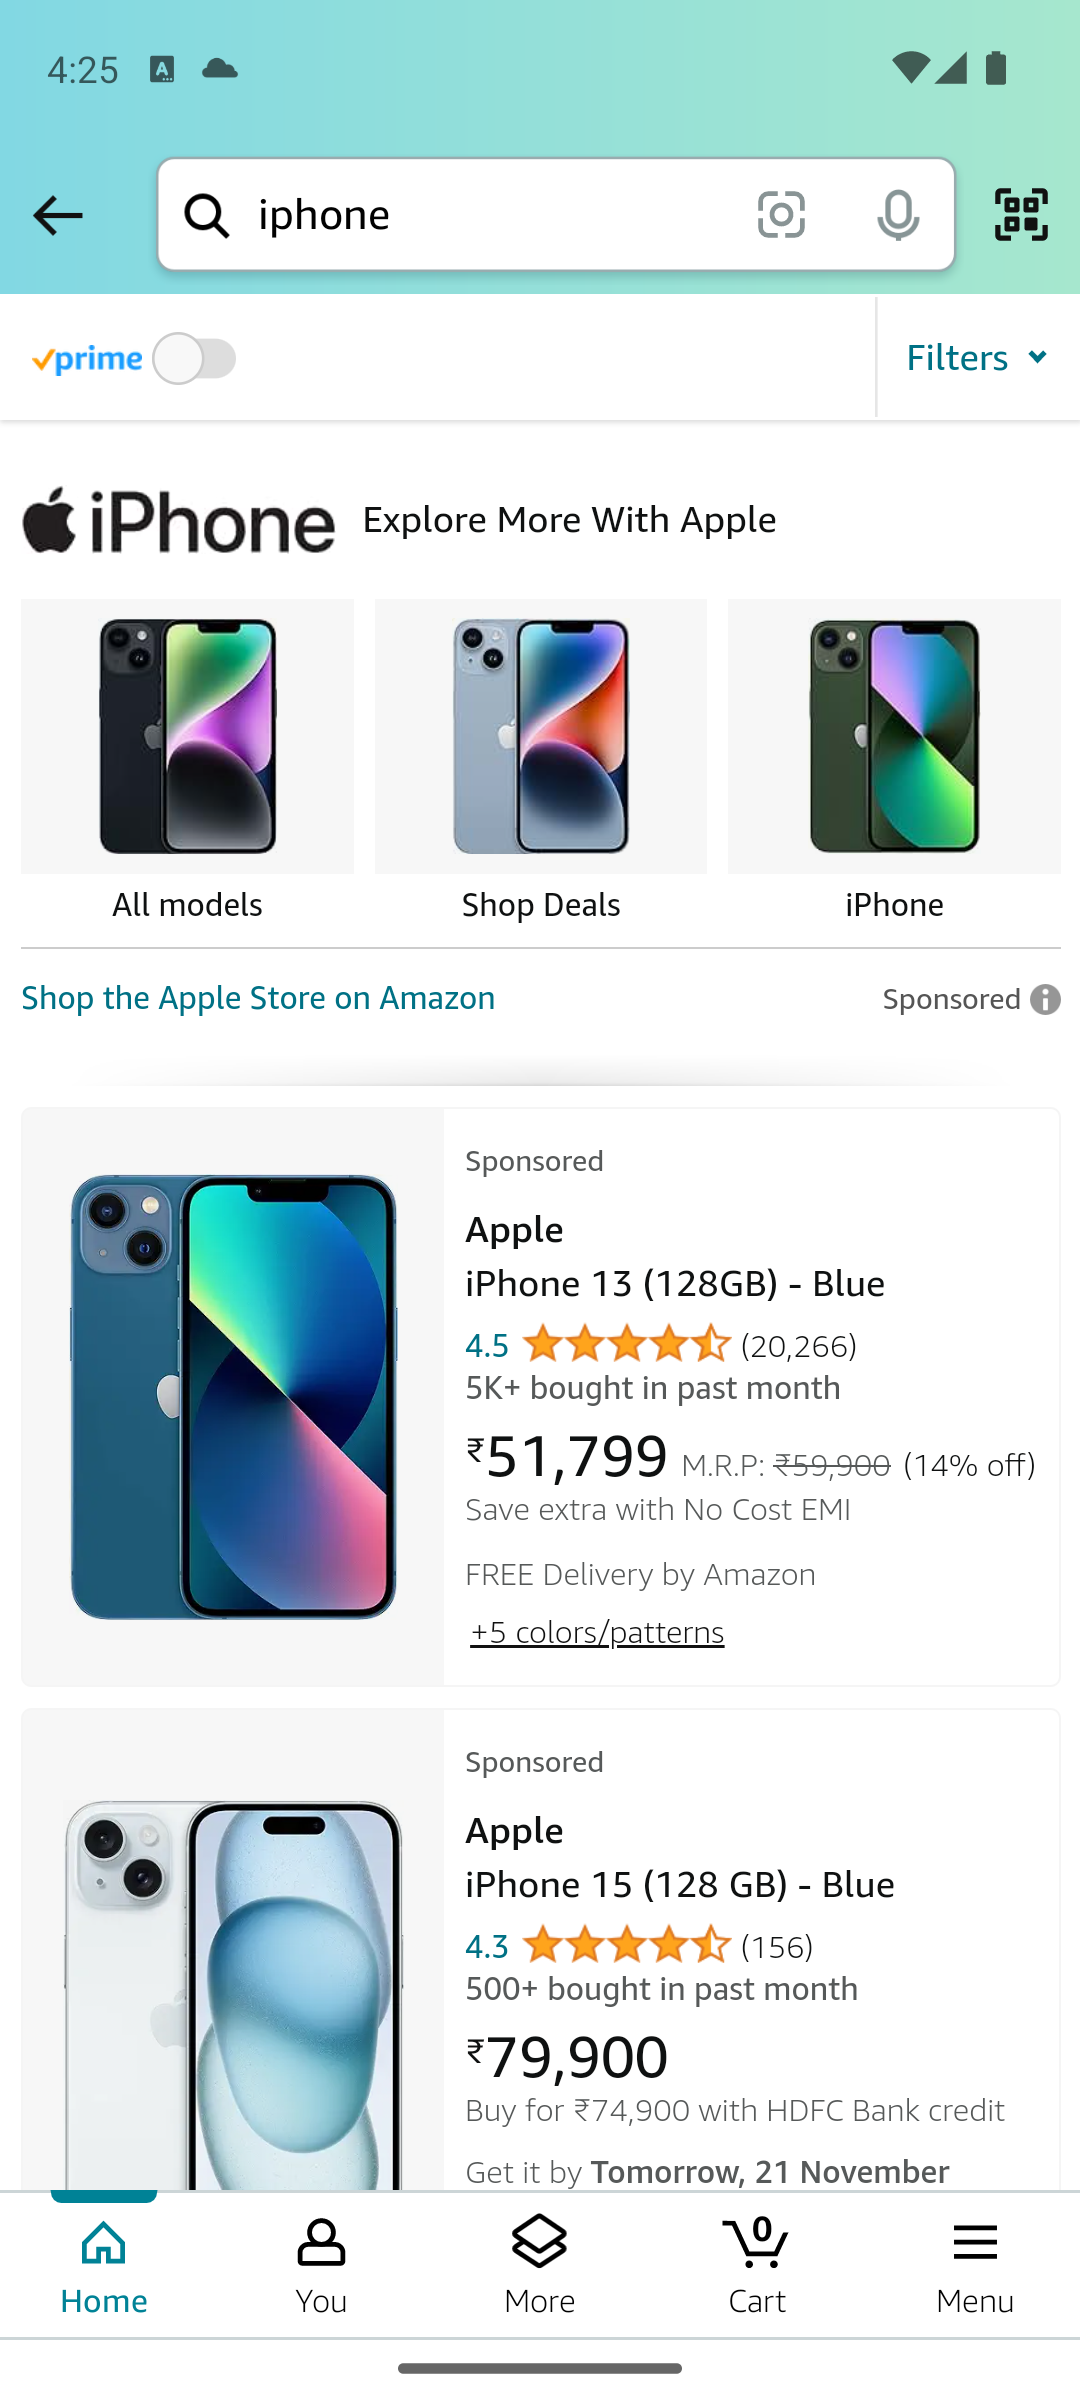 4:25
iphone
prime
Filters
iPhone Explore More With Apple
All models
Shop Deals
iPhone
Shop the Apple Store on Amazon
Sponsored
Sponsored
Apple
iPhone 13 (128GB) - Blue
4.5 (20,266)
5K+ bought in past month
₹51,799 M.R.P: ₹59,900 (14% off)
Save extra with No Cost EMI
FREE Delivery by Amazon
+5 colors/patterns
Sponsored
Apple
iPhone 15 (128 GB) - Blue
4.3 (156)
500+ bought in past month
₹79,900
Buy for ₹74,900 with HDFC Bank credit
Get it by Tomorrow, 21 November
0
Home
You
More
Cart
Menu